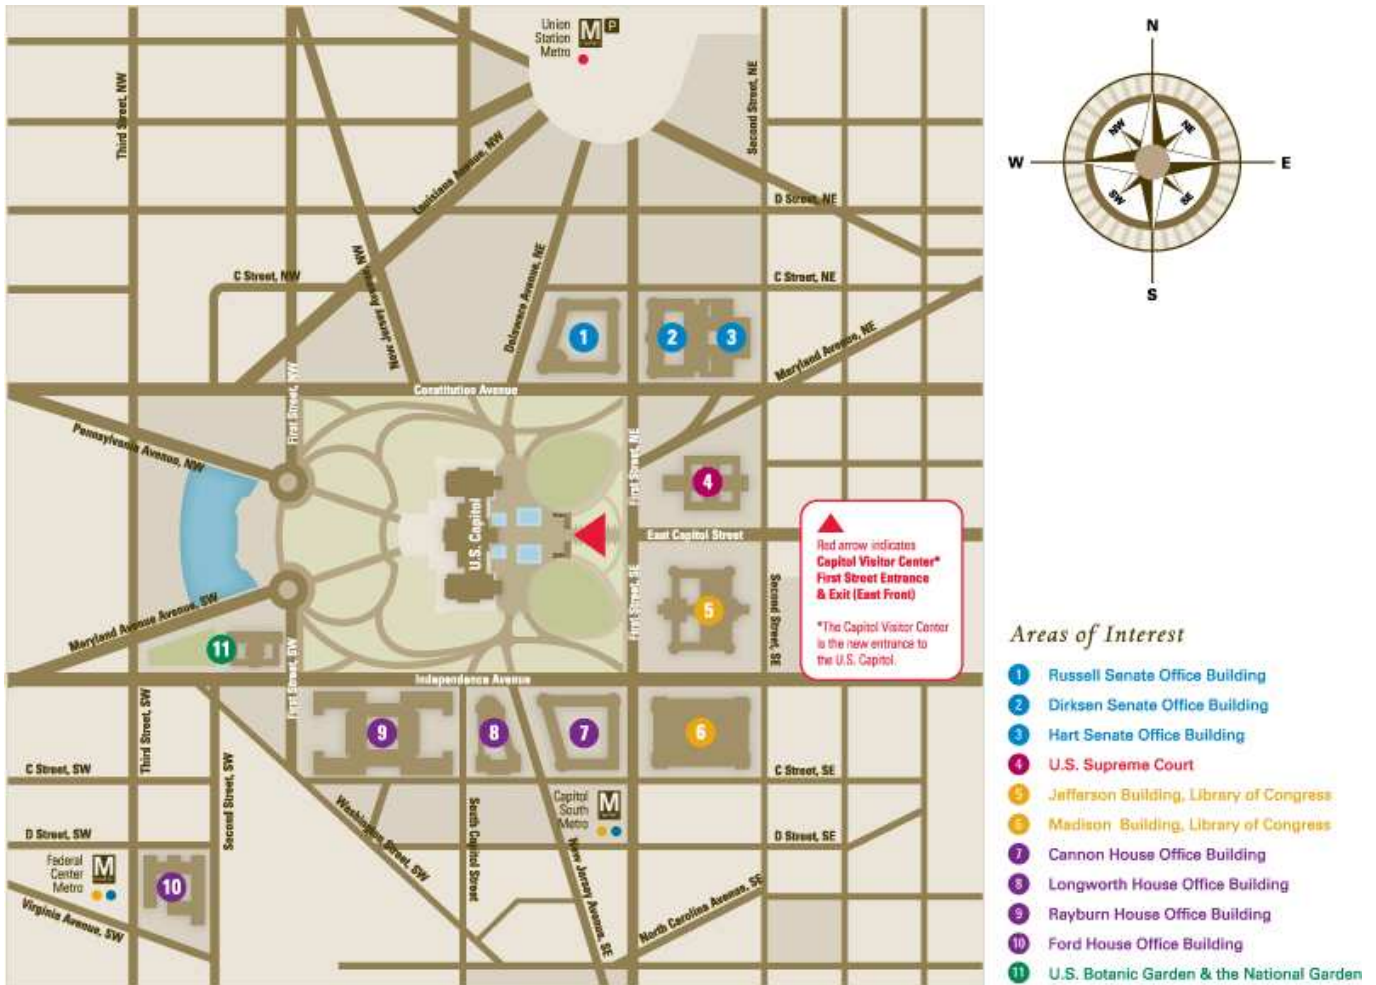 Union
Station
Metro
M
P
Third Street, NW
Second Street, NE
Louisiana Avenue, NW
D Street, NE
New Jersey Avenue, NW
C Street, NW
Delaware Avenue, NE
C Street, NE
1
2
3
Maryland Avenue, NE
First Street, NW
Constitution Avenue
Pennsylvania Avenue, NW
First Street, NE
4
U.S. Capitol
East Capitol Street
Red arrow indicates
Capitol Visitor Center*
First Street Entrance
& Exit (East Front)
*The Capitol Visitor Center
is the new entrance to
the U.S. Capitol.
First Street, SE
5
Second Street, SE
Maryland Avenue Avenue, SW
11
First Street, SW
Independence Avenue
Third Street, SW
9
8
7
6
C Street, SW
Second Street, SW
Washington Street, SW
South Capitol Street
Capitol
South
Metro
M
C Street, SE
D Street, SW
D Street, SE
New Jersey Avenue, SE
Federal
Center
Metro
M
10
Virginia Avenue, SW
North Carolina Avenue, SE
N
NW
NE
W
E
SW
SE
S
Areas of Interest
1 Russell Senate Office Building
2 Dirksen Senate Office Building
3 Hart Senate Office Building
4 U.S. Supreme Court
5 Jefferson Building, Library of Congress
6 Madison Building, Library of Congress
7 Cannon House Office Building
8 Longworth House Office Building
9 Rayburn House Office Building
10 Ford House Office Building
11 U.S. Botanic Garden & the National Garden